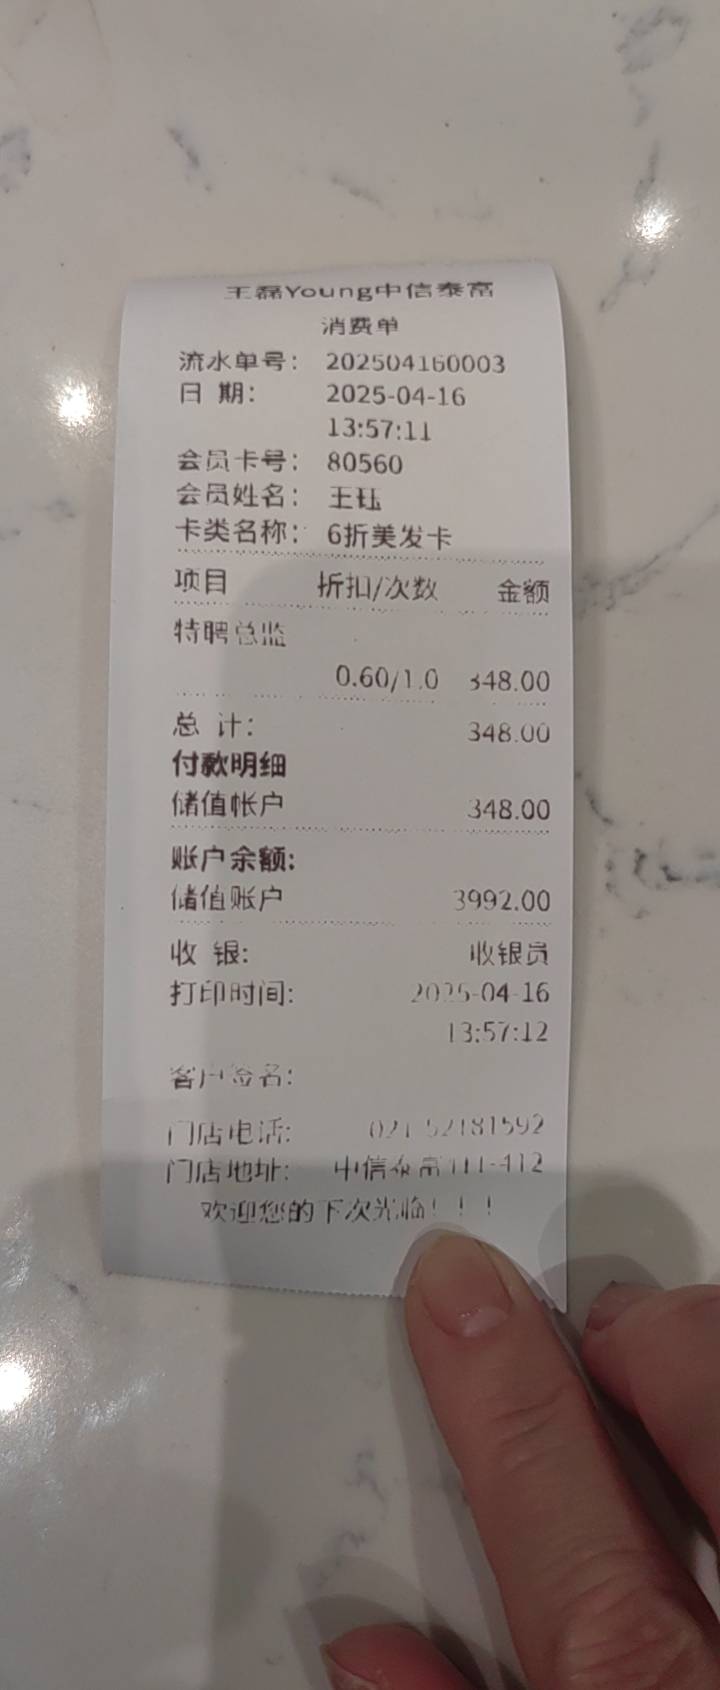 王磊Young中信泰富
消费单
流水单号： 202504160003
日 期： 2025-04-16
13:57:11
会员卡号： 80560
会员姓名： 王珏
卡类名称： 6折美发卡
项目 折扣/次数 金额
特聘总监
0.60/1.0 348.00
总 计： 348.00
付款明细
储值帐户 348.00
账户余额:
储值账户 3992.00
收 银: 收银员
打印时间: 2025-04-16
13:57:12
客户签名:
门店电话: 021-52181592
门店地址: 中信泰富411-412
欢迎您的下次光临！！！